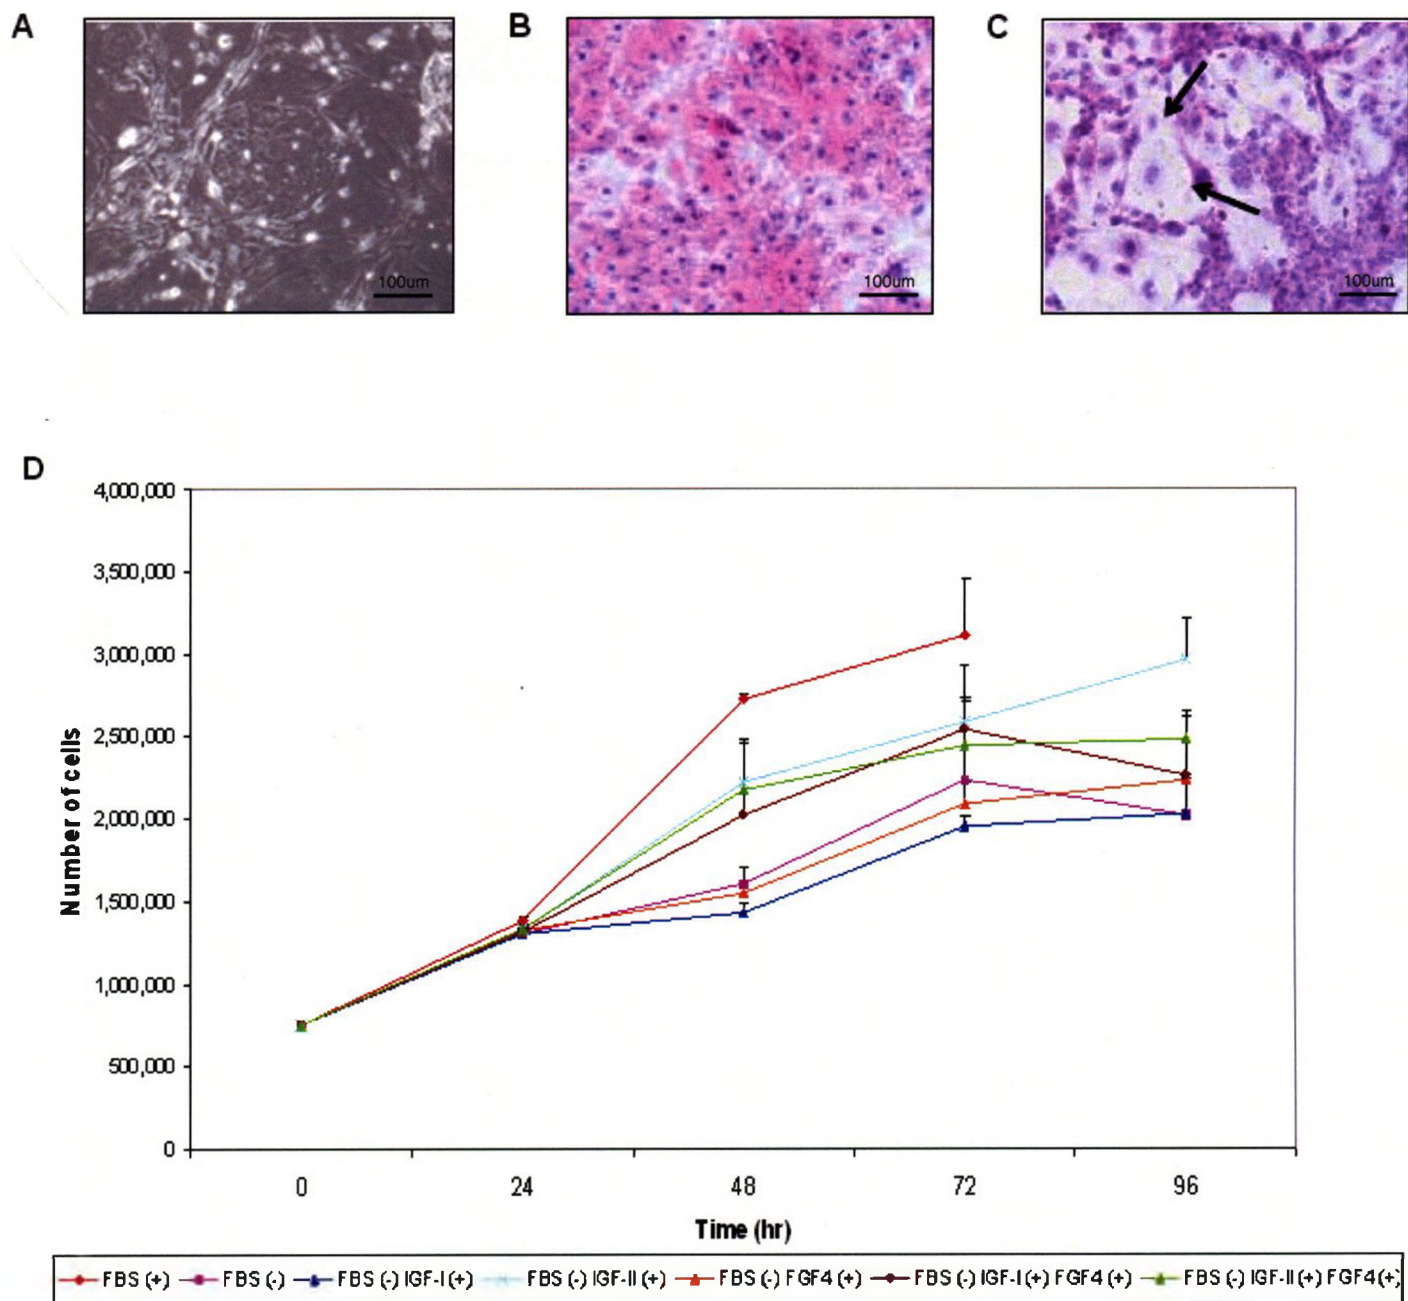 A
B
C
100um
100um
100um
D
4,000,000
3,500,000
3,000,000
2,500,000
2,000,000
1,500,000
1,000,000
500,000
0
Number of cells
0 24 48 72 96
Time (hr)
FBS (+) FBS (-) FBS (-) IGF-I (+) FBS (-) IGF-II (+) FBS (-) FGF4 (+) FBS (-) IGF-I (+) FGF4 (+) FBS (-) IGF-II (+) FGF4 (+)